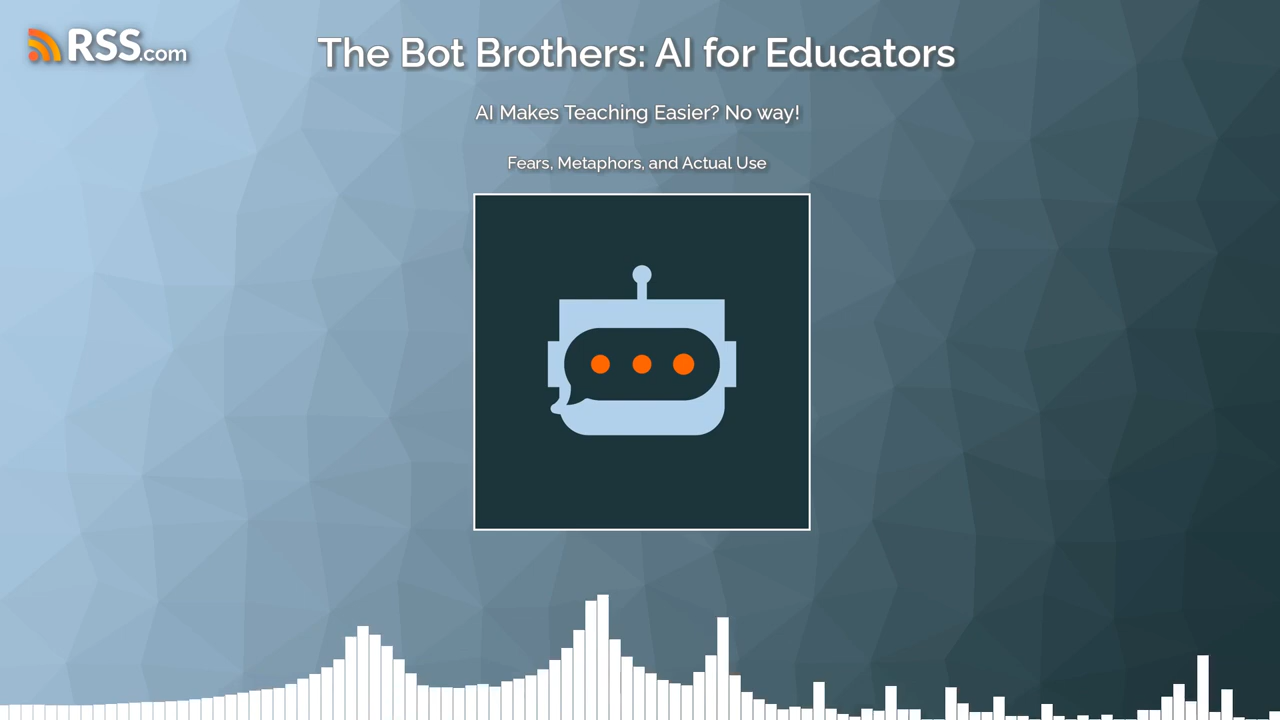 RSS.com
The Bot Brothers: AI for Educators
AI Makes Teaching Easier? No way!
Fears, Metaphors, and Actual Use